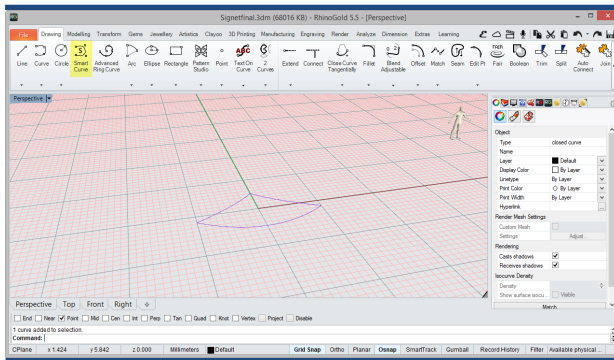 Signetfinal.3dm (68016 KB) - RhinoGold 5.5 - [Perspective]
File Drawing Modelling Transform Gems Jewellery Artistica Clayoo 3D Printing Manufacturing Engraving Render Analyze Dimension Extras Learning
Line Curve Circle Smart Curve Advanced Ring Curve Arc Ellipse Rectangle Pattern Studio Point Text On Curve 2 Curves Extend Connect Close Curve Tangentially Fillet Blend Adjustable Offset Match Seam Edit Pt Fair Boolean Trim Split Auto Connect Join
Perspective
Object
Type closed curve
Name
Layer Default
Display Color By Layer
Linetype By Layer
Print Color By Layer
Print Width By Layer
Hyperlink
Render Mesh Settings
Custom Mesh
Settings Adjust...
Rendering
Casts shadows
Receives shadows
Isocurve Density
Density
Show surface isocu... Visible
Match
Perspective Top Front Right
End Near Point Mid Cen Int Perp Tan Quad Knot Vertex Project Disable
1 curve added to selection.
Command:
CPlane x 1.424 y 5.842 z 0.000 Millimeters Default Grid Snap Ortho Planar Osnap SmartTrack Gumball Record History Filter Available physical ...